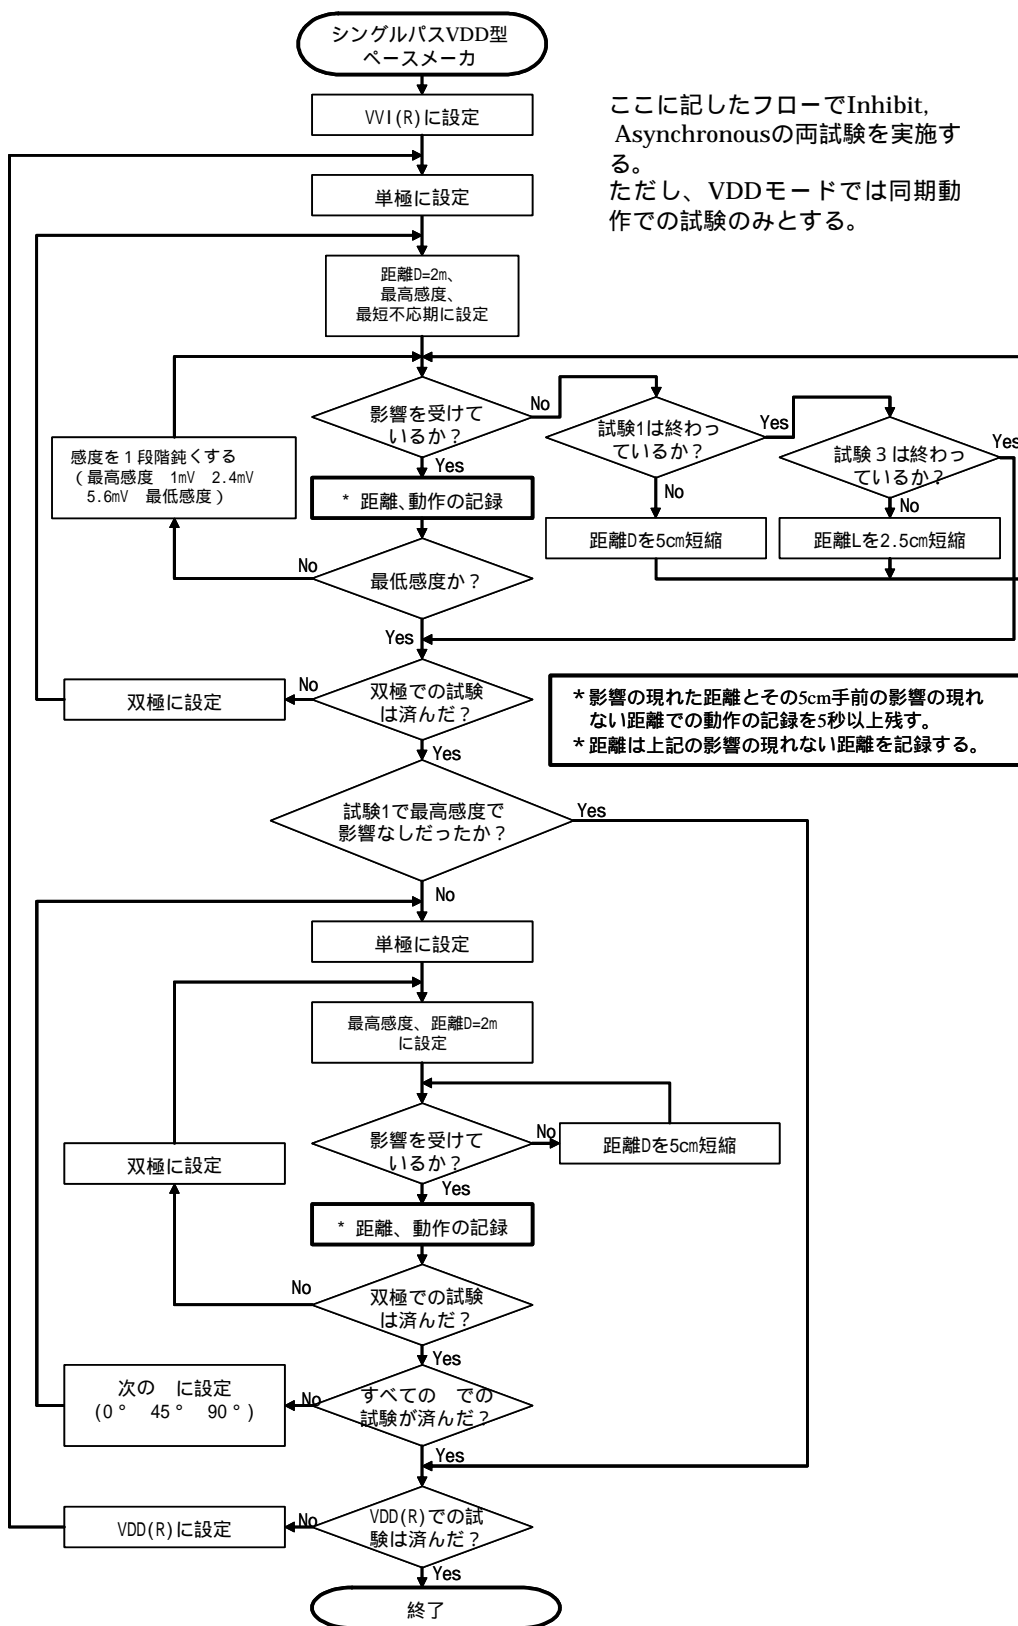 シングルパスVDD型
ペースメーカ
VVI(R)に設定
ここに記したフローでInhibit,
Asynchronousの両試験を実施す
る。
ただし、VDDモードでは同期動
作での試験のみとする。
単極に設定
距離D=2m、
最高感度、
最短不応期に設定
影響を受けて
いるか？
No
Yes
試験1は終わっ
ているか？
Yes
No
試験３は終わっ
ているか？
Yes
No
感度を１段階鈍くする
（最高感度　1mV　2.4mV
5.6mV　最低感度）
* 距離、動作の記録
距離Dを5cm短縮
距離Lを2.5cm短縮
最低感度か？
No
Yes
双極に設定
No
双極での試験
は済んだ？
Yes
＊影響の現れた距離とその5cm手前の影響の現れ
ない距離での動作の記録を5秒以上残す。
＊距離は上記の影響の現れない距離を記録する。
試験1で最高感度で
影響なしだったか？
Yes
No
単極に設定
最高感度、距離D=2m
に設定
影響を受けて
いるか？
No
距離Dを5cm短縮
Yes
双極に設定
* 距離、動作の記録
No
双極での試験
は済んだ？
Yes
次の　に設定
(0°　45°　90°)
No
すべての　での
試験が済んだ？
Yes
VDD(R)に設定
No
VDD(R)での試
験は済んだ？
Yes
終了